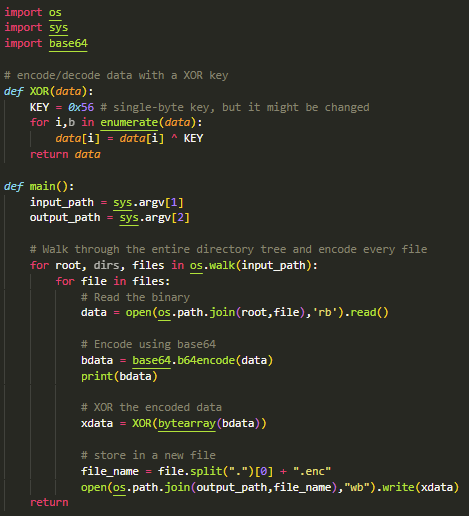 import os
import sys
import base64

# encode/decode data with a XOR key
def XOR(data):
    KEY = 0x56 # single-byte key, but it might be changed
    for i,b in enumerate(data):
        data[i] = data[i] ^ KEY
    return data

def main():
    input_path = sys.argv[1]
    output_path = sys.argv[2]

    # Walk through the entire directory tree and encode every file
    for root, dirs, files in os.walk(input_path):
        for file in files:
            # Read the binary
            data = open(os.path.join(root,file),'rb').read()

            # Encode using base64
            bdata = base64.b64encode(data)
            print(bdata)

            # XOR the encoded data
            xdata = XOR(bytearray(bdata))

            # store in a new file
            file_name = file.split(".")[0] + ".enc"
            open(os.path.join(output_path,file_name),"wb").write(xdata)
    return